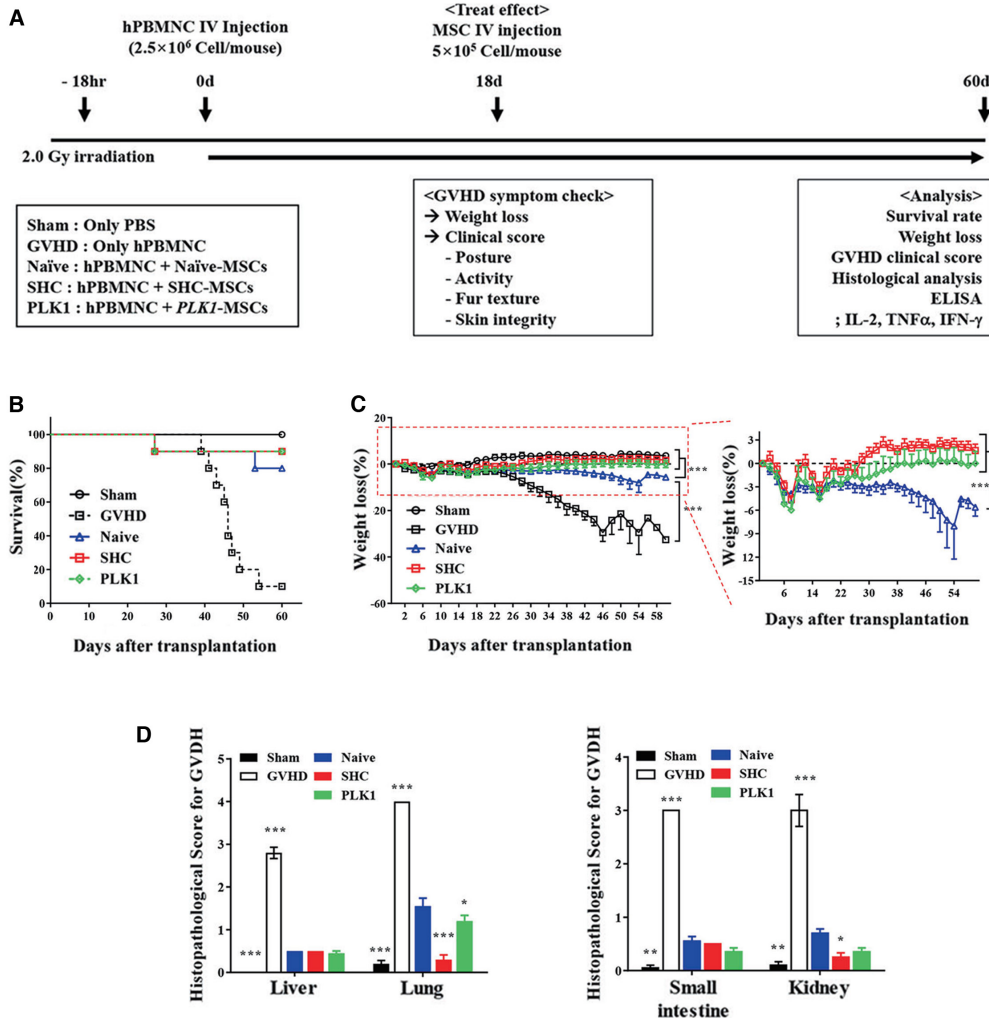 A
hPBMNC IV Injection
(2.5×10⁶ Cell/mouse)
<Treat effect>
MSC IV injection
5×10⁵ Cell/mouse
- 18hr
0d
18d
60d
2.0 Gy irradiation
Sham : Only PBS
GVHD : Only hPBMNC
Naïve : hPBMNC + Naïve-MSCs
SHC : hPBMNC + SHC-MSCs
PLK1 : hPBMNC + PLK1-MSCs
<GVHD symptom check>
→ Weight loss
→ Clinical score
- Posture
- Activity
- Fur texture
- Skin integrity
<Analysis>
Survival rate
Weight loss
GVHD clinical score
Histological analysis
ELISA
; IL-2, TNFα, IFN-γ
B
Survival(%)
100
80
60
40
20
0
Sham
GVHD
Naive
SHC
PLK1
0 10 20 30 40 50 60
Days after transplantation
C
Weight loss(%)
20
0
-20
-40
-60
Sham
GVHD
Naive
SHC
PLK1
***
***
2 6 10 14 18 22 26 30 34 38 42 46 50 54 58
Days after transplantation
Weight loss(%)
3
0
-3
-6
-9
-12
-15
***
6 14 22 30 38 46 54
Days after transplantation
D
Histopathological Score for GVDH
5
4
3
2
1
0
Sham
GVHD
Naive
SHC
PLK1
*** *** *** *** *** *
Liver Lung
Histopathological Score for GVDH
4
3
2
1
0
Sham
GVHD
Naive
SHC
PLK1
** *** ** *** *
Small
intestine
Kidney